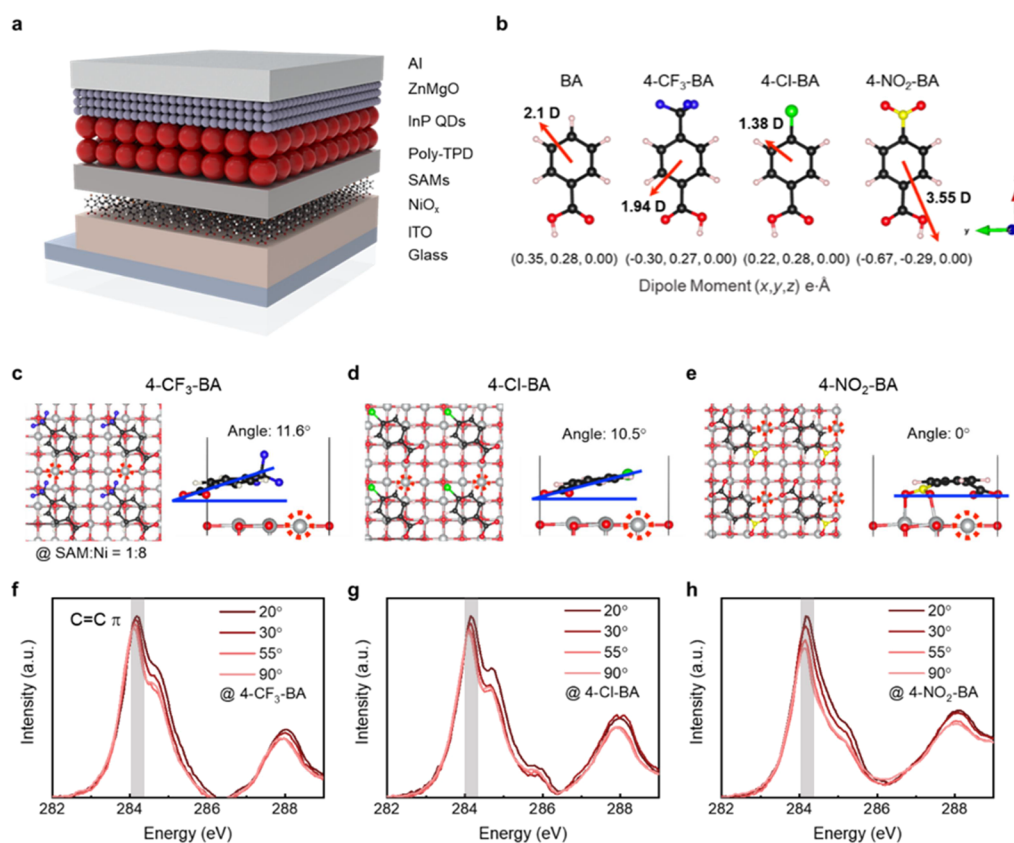 a
Al
ZnMgO
InP QDs
Poly-TPD
SAMs
NiOₓ
ITO
Glass
b
BA 4-CF₃-BA 4-Cl-BA 4-NO₂-BA
2.1 D
1.94 D
1.38 D
3.55 D
y
(0.35, 0.28, 0.00) (-0.30, 0.27, 0.00) (0.22, 0.28, 0.00) (-0.67, -0.29, 0.00)
Dipole Moment (x,y,z) e·Å
c
4-CF₃-BA
Angle: 11.6°
@ SAM:Ni = 1:8
d
4-Cl-BA
Angle: 10.5°
e
4-NO₂-BA
Angle: 0°
f
C=C π
20°
30°
55°
90°
@ 4-CF₃-BA
Intensity (a.u.)
282 284 286 288
Energy (eV)
g
20°
30°
55°
90°
@ 4-Cl-BA
Intensity (a.u.)
282 284 286 288
Energy (eV)
h
20°
30°
55°
90°
@ 4-NO₂-BA
Intensity (a.u.)
282 284 286 288
Energy (eV)